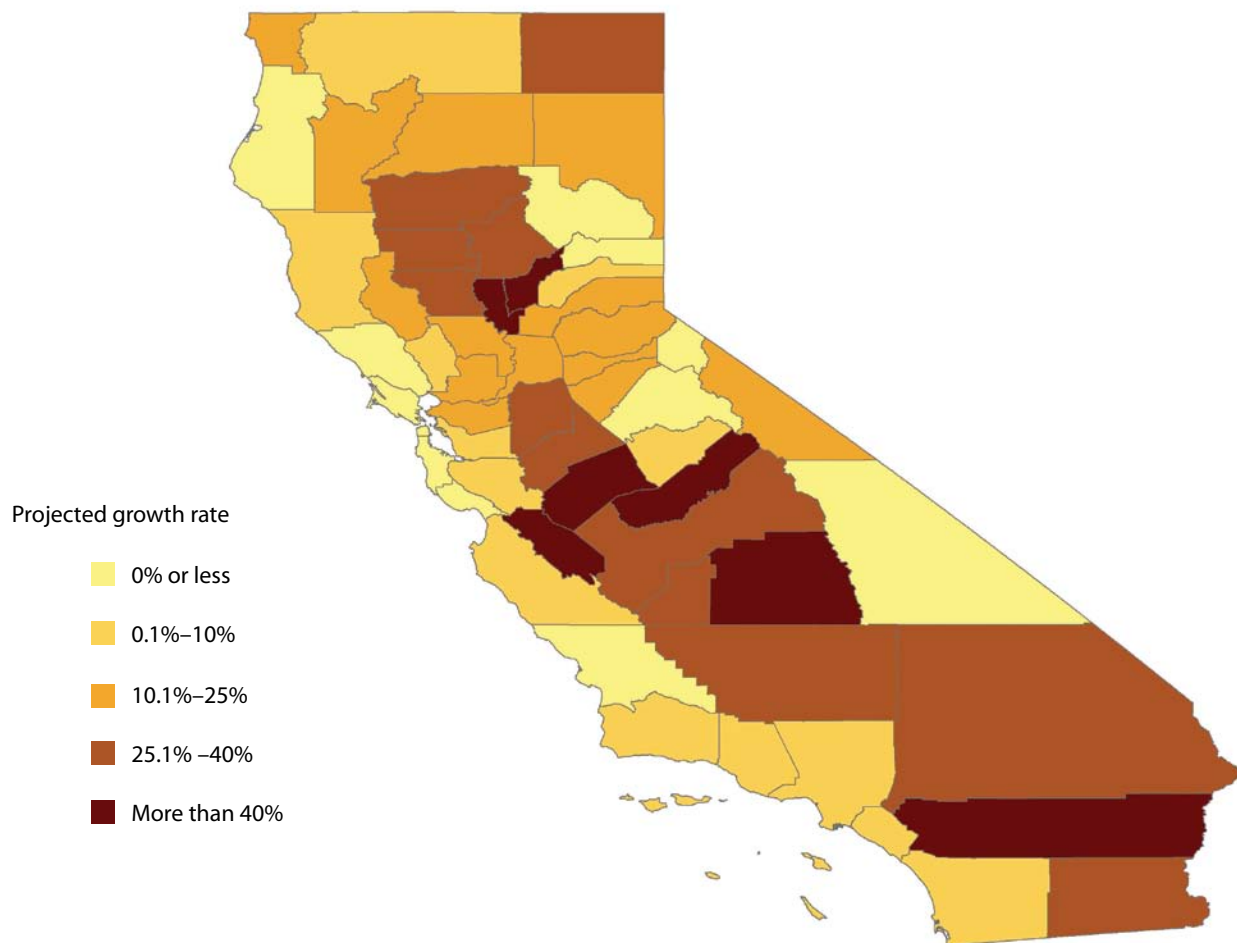 Projected growth rate
0% or less
0.1%–10%
10.1%–25%
25.1% –40%
More than 40%